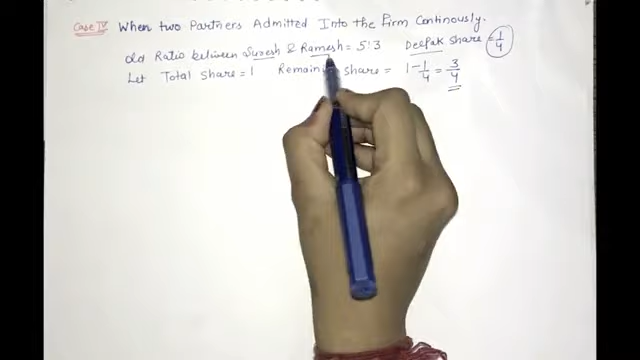 Case IV When two Partners Admitted Into the Firm Continously.
Old Ratio between Suresh & Ramesh = 5:3 Deepak Share = 1/4
Let Total Share = 1 Remain share = 1 - 1/4 = 3/4